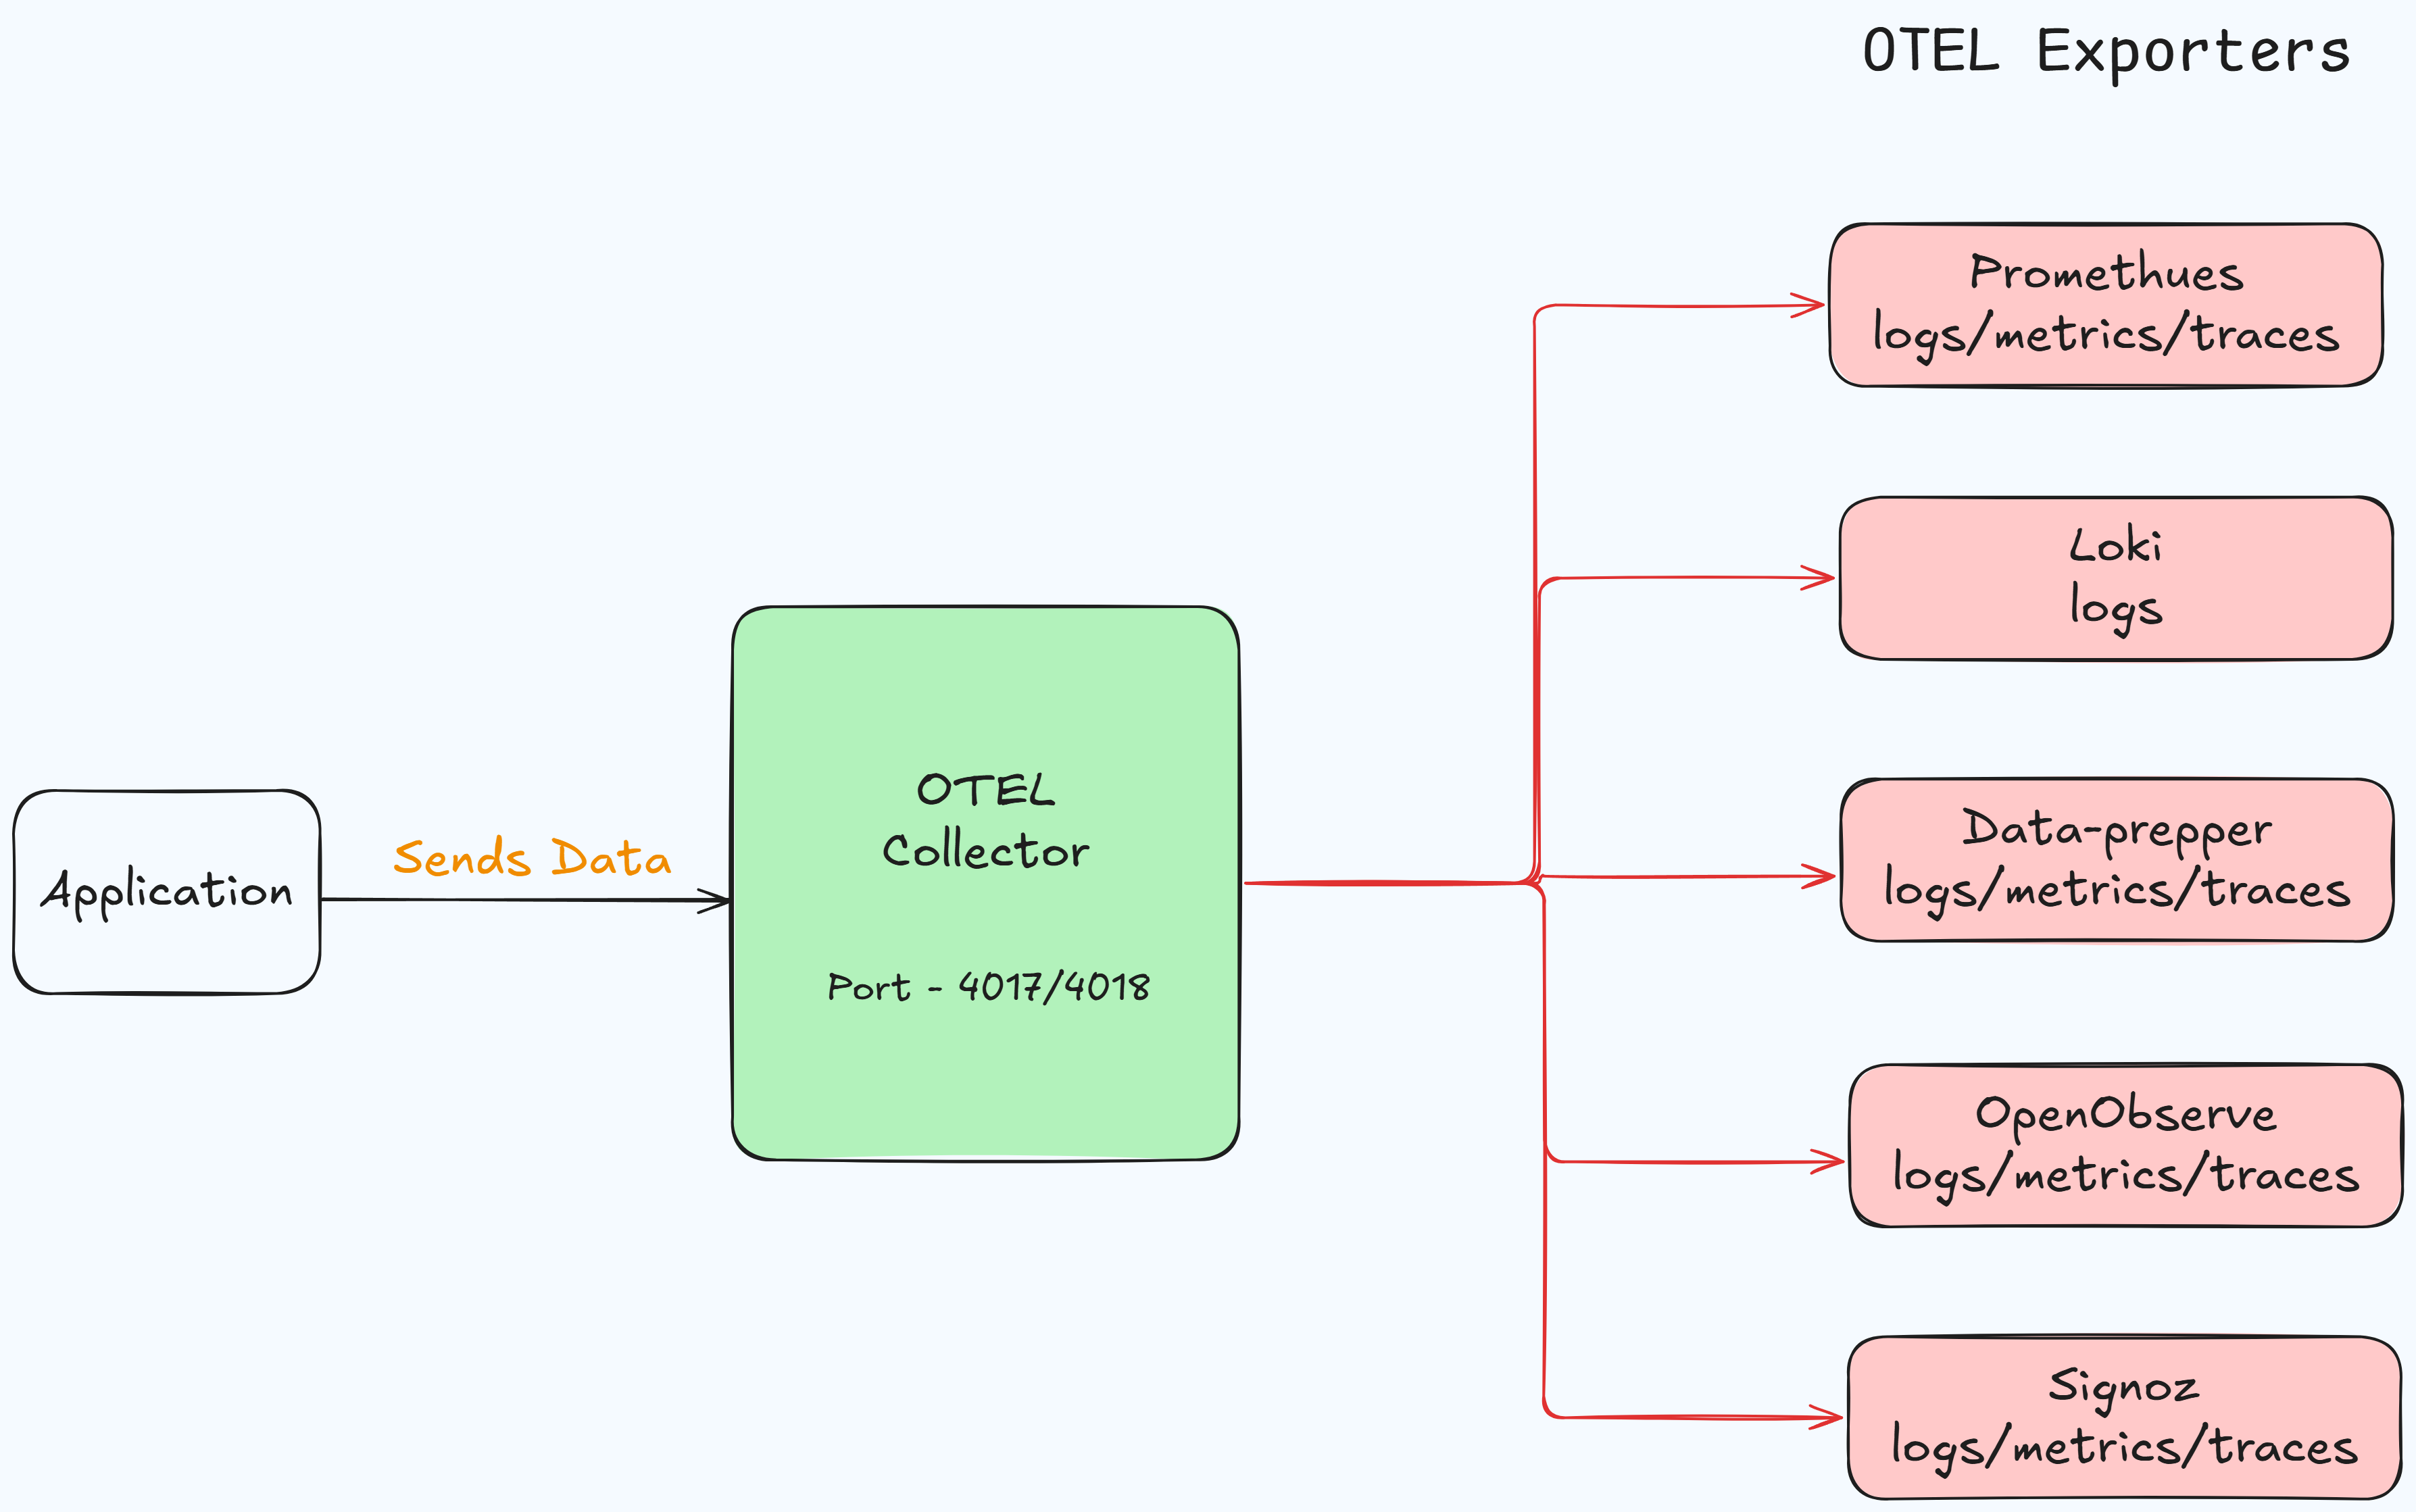 OTEL Exporters
Promethues
logs/metrics/traces
Loki
logs
OTEL
Collector
Port - 4017/4018
Application
Sends Data
Data-prepper
logs/metrics/traces
OpenObserve
logs/metrics/traces
Signoz
logs/metrics/traces